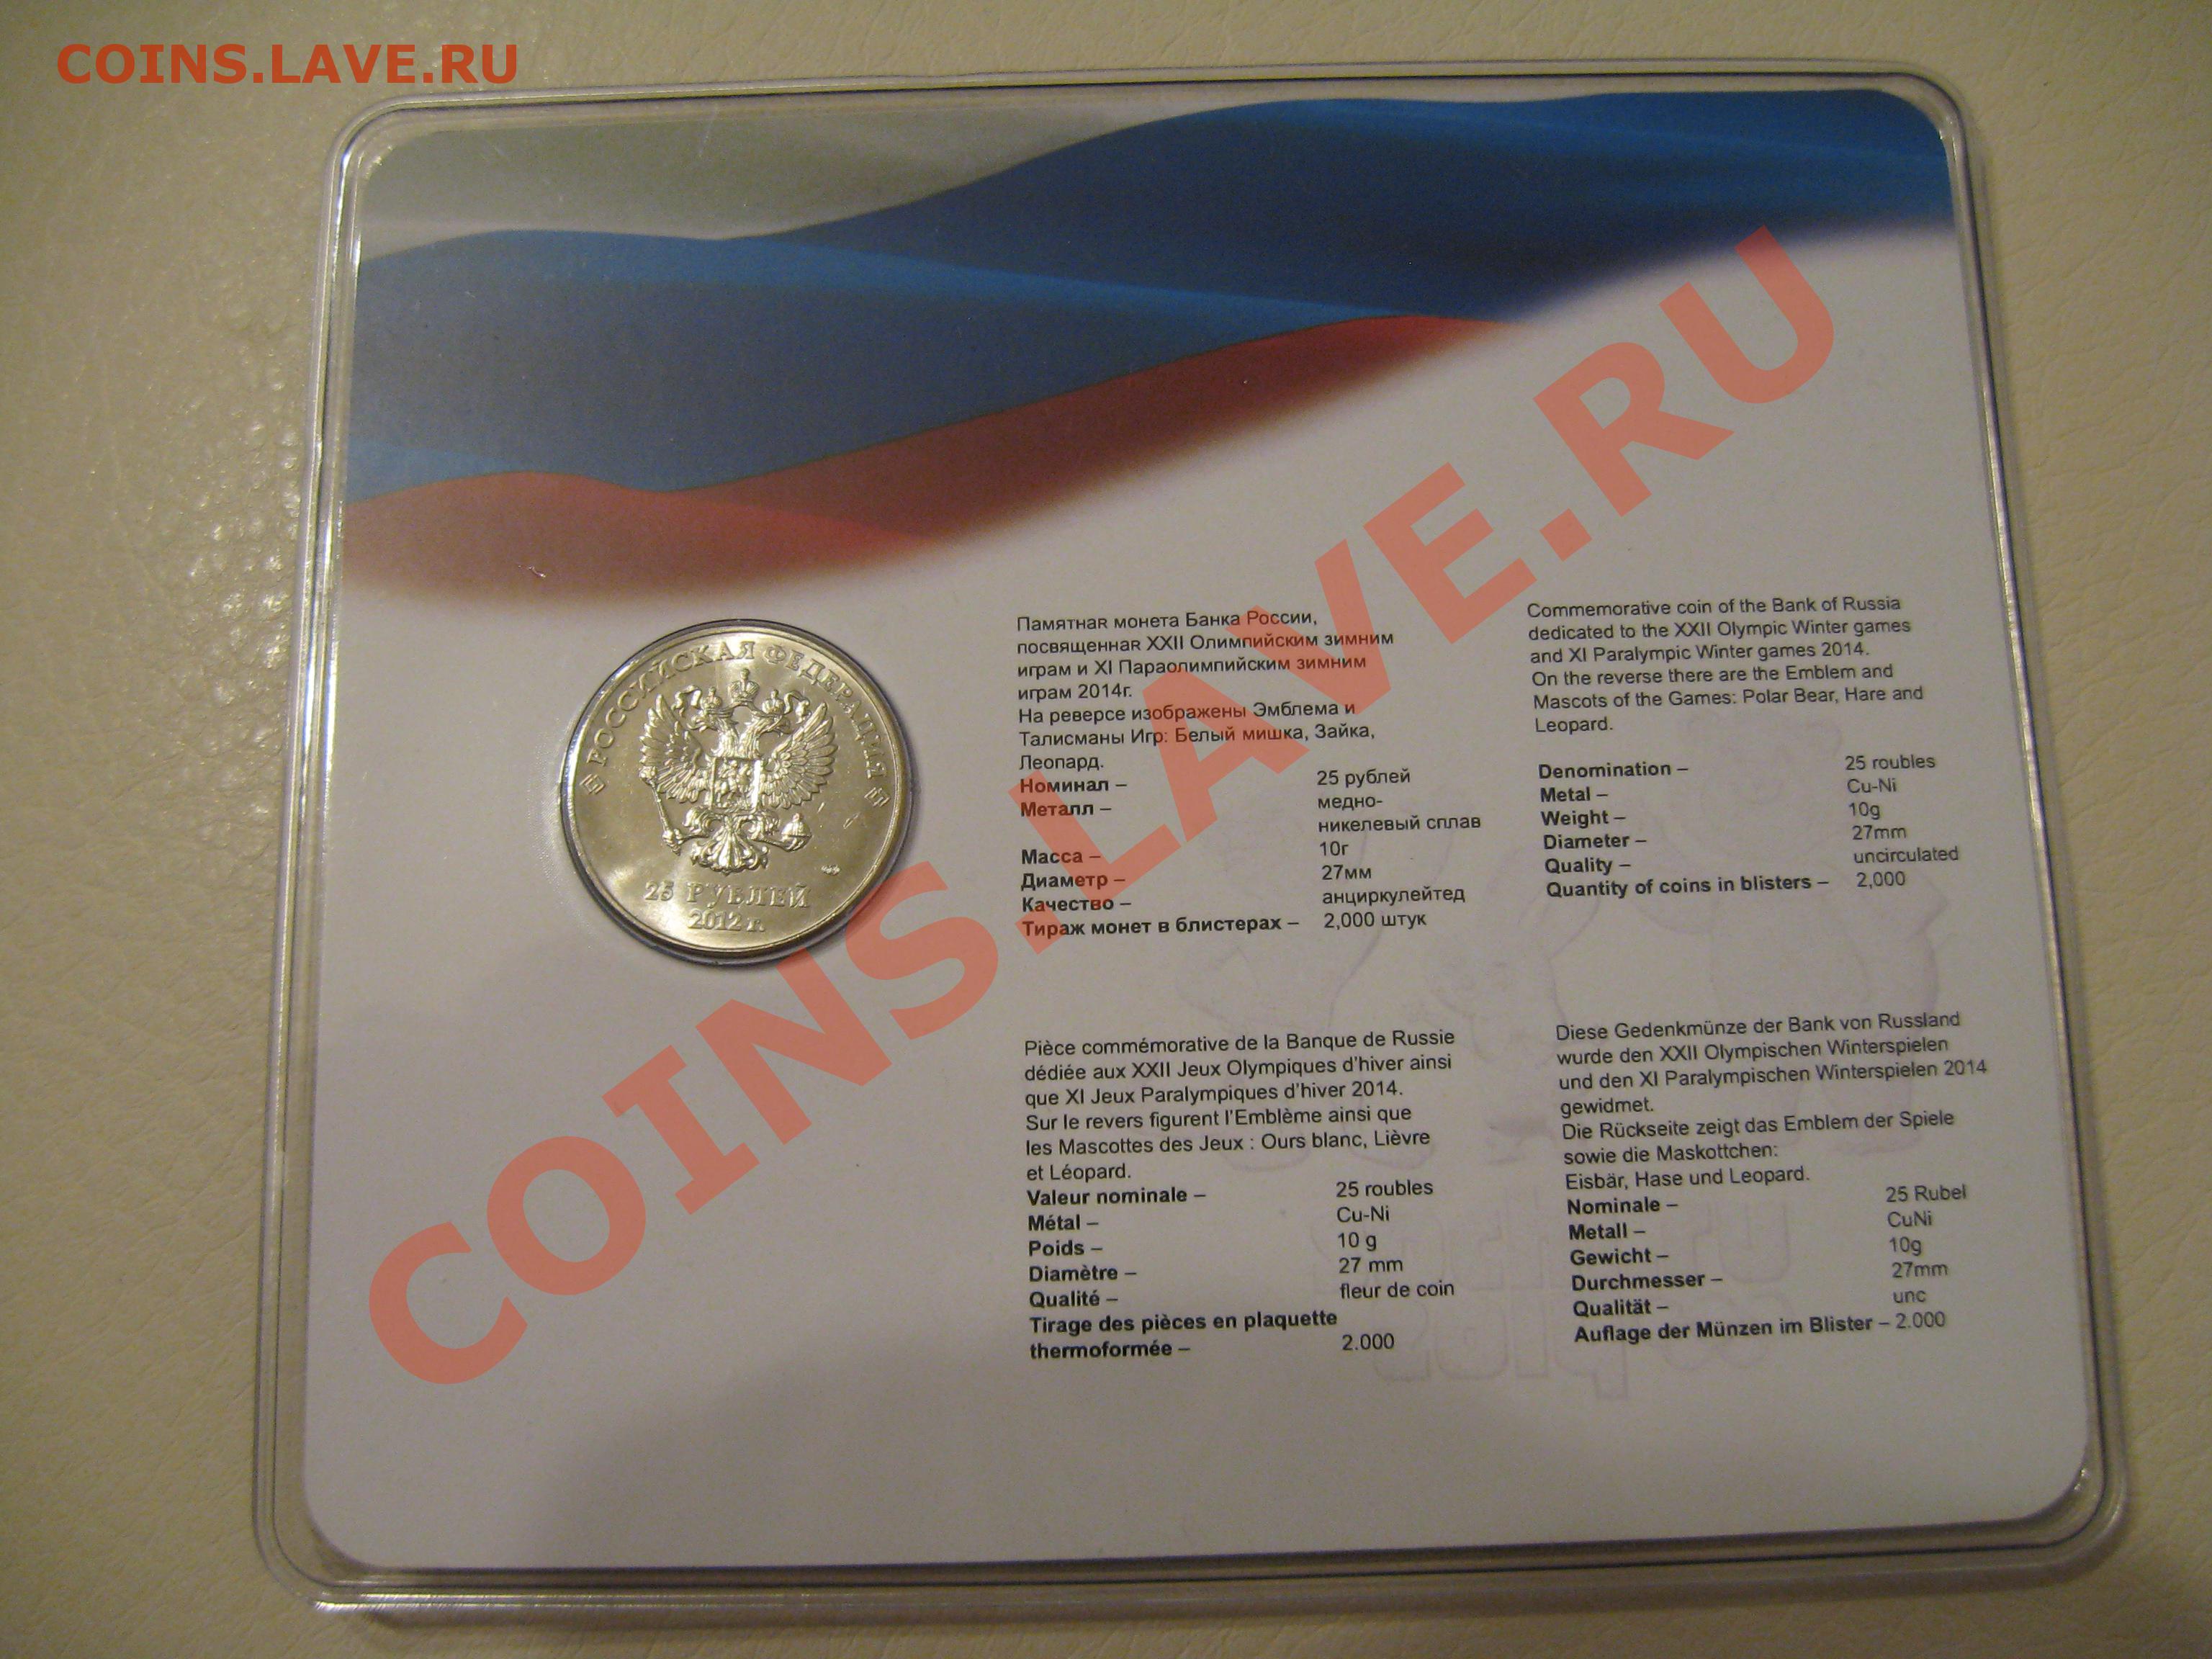 COINS.LAVE.RU
COINS.LAVE.RU
РОССИЙСКАЯ ФЕДЕРАЦИЯ
25 РУБЛЕЙ
2012 г.
Памятная монета Банка России,
посвященная XXII Олимпийским зимним
играм и XI Параолимпийским зимним
играм 2014г.
На реверсе изображены Эмблема и
Талисманы Игр: Белый мишка, Зайка,
Леопард.
Номинал – 25 рублей
Металл – медно-
никелевый сплав
Масса – 10г
Диаметр – 27мм
Качество – анциркулейтед
Тираж монет в блистерах – 2,000 штук
Commemorative coin of the Bank of Russia
dedicated to the XXII Olympic Winter games
and XI Paralympic Winter games 2014.
On the reverse there are the Emblem and
Mascots of the Games: Polar Bear, Hare and
Leopard.
Denomination – 25 roubles
Metal – Cu-Ni
Weight – 10g
Diameter – 27mm
Quality – uncirculated
Quantity of coins in blisters – 2,000
Pièce commémorative de la Banque de Russie
dédiée aux XXII Jeux Olympiques d'hiver ainsi
que XI Jeux Paralympiques d'hiver 2014.
Sur le revers figurent l'Emblème ainsi que
les Mascottes des Jeux : Ours blanc, Lièvre
et Léopard.
Valeur nominale – 25 roubles
Métal – Cu-Ni
Poids – 10 g
Diamètre – 27 mm
Qualité – fleur de coin
Tirage des pièces en plaquette
thermoformée – 2.000
Diese Gedenkmünze der Bank von Russland
wurde den XXII Olympischen Winterspielen
und den XI Paralympischen Winterspielen 2014
gewidmet.
Die Rückseite zeigt das Emblem der Spiele
sowie die Maskottchen:
Eisbär, Hase und Leopard.
Nominale – 25 Rubel
Metall – CuNi
Gewicht – 10g
Durchmesser – 27mm
Qualität – unc
Auflage der Münzen im Blister – 2.000